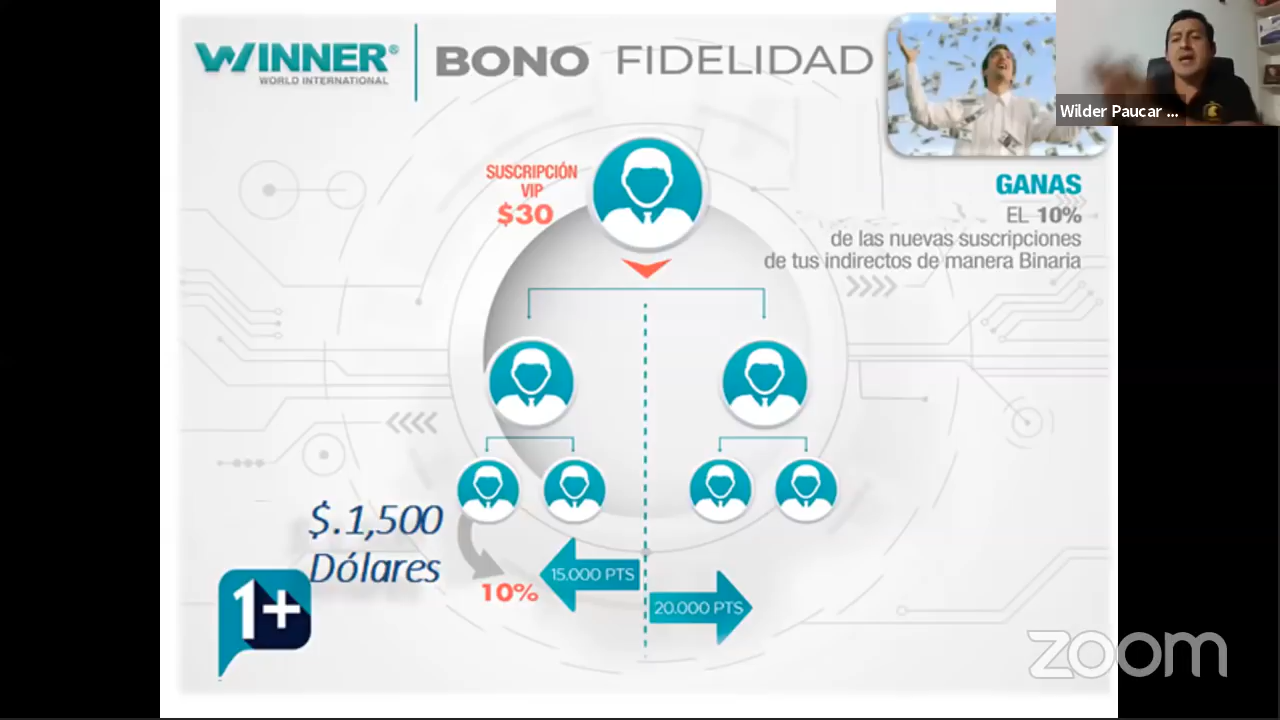 WINNER®
WORLD INTERNATIONAL
BONO FIDELIDAD
Wilder Paucar ...
SUSCRIPCIÓN
VIP
$30
GANAS
EL 10%
de las nuevas suscripciones
de tus indirectos de manera Binaria
$.1,500
Dólares
1+
10%
15.000 PTS
20.000 PTS
zoom